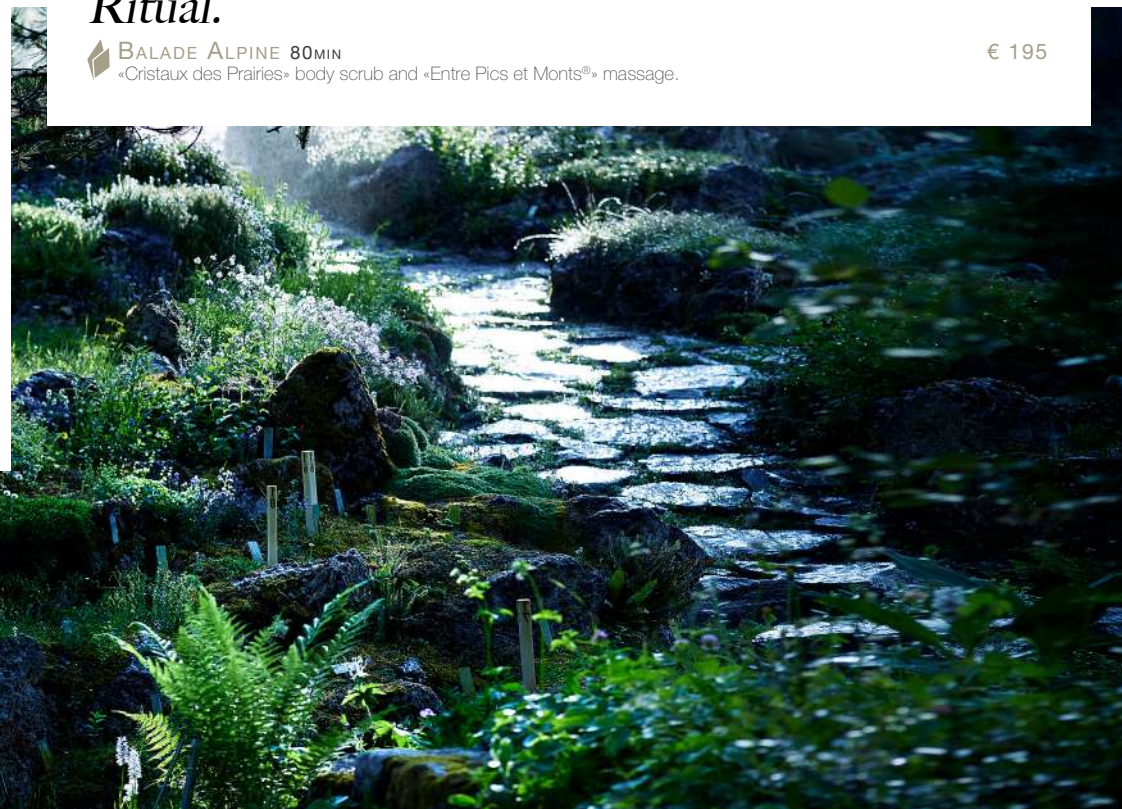 Ritual.
BALADE ALPINE 80MIN € 195
«Cristaux des Prairies» body scrub and «Entre Pics et Monts®» massage.